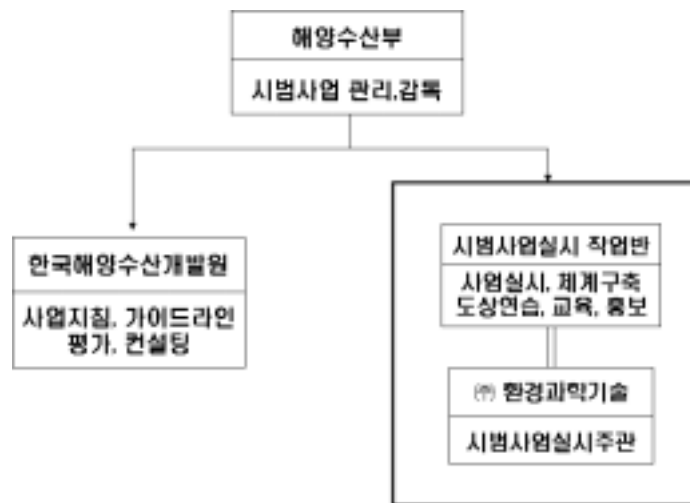 해양수산부
시범사업 관리,감독
한국해양수산개발원
사업지침, 가이드라인
평가, 컨설팅
시범사업실시 작업반
사업실시, 체계구축
도상연습, 교육, 홍보
㈜ 환경과학기술
시범사업실시주관